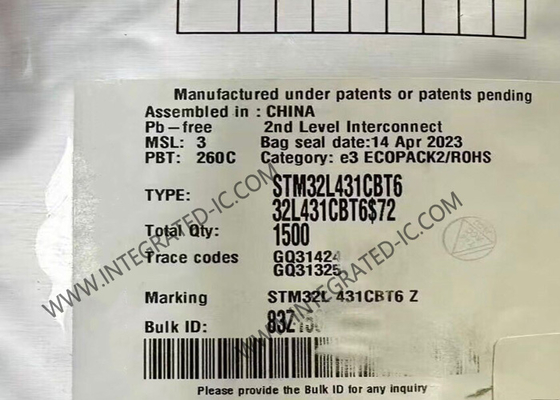 Manufactured under patents or patents pending
Assembled in : CHINA
Pb-free 2nd Level Interconnect
MSL: 3 Bag seal date:14 Apr 2023
PBT: 260C Category: e3 ECOPACK2/ROHS
TYPE: STM32L431CBT6
32L431CBT6$72
Total Qty: 1500
Trace codes GQ31424
GQ31325
Marking STM32L 431CBT6 Z
Bulk ID:
Please provide the Bulk ID for any inquiry
WWW.INTEGRATED-IC.COM
WWW.INTEGRATED-IC.COM